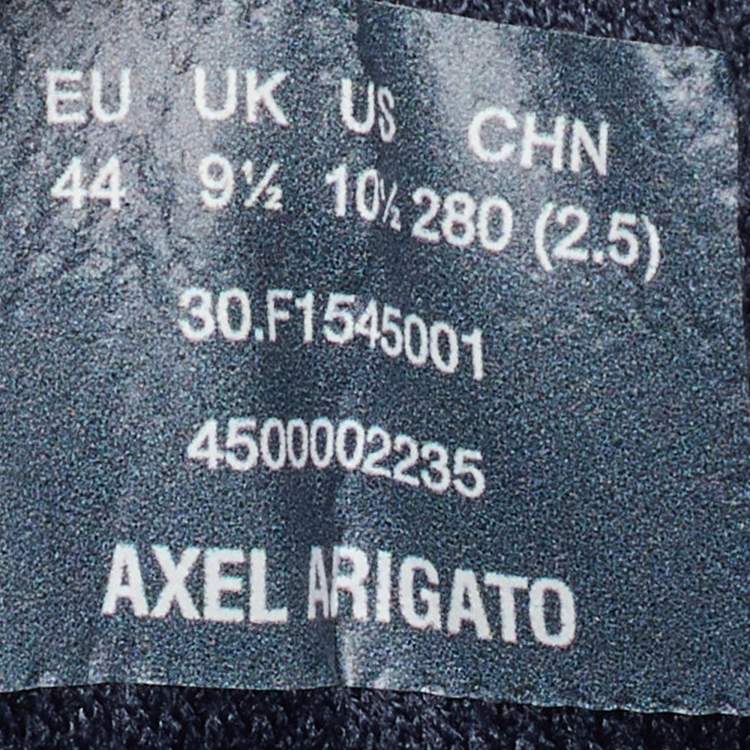 EU UK US CHN
44 9½ 10½ 280 (2.5)
30.F1545001
4500002235
AXEL ARIGATO